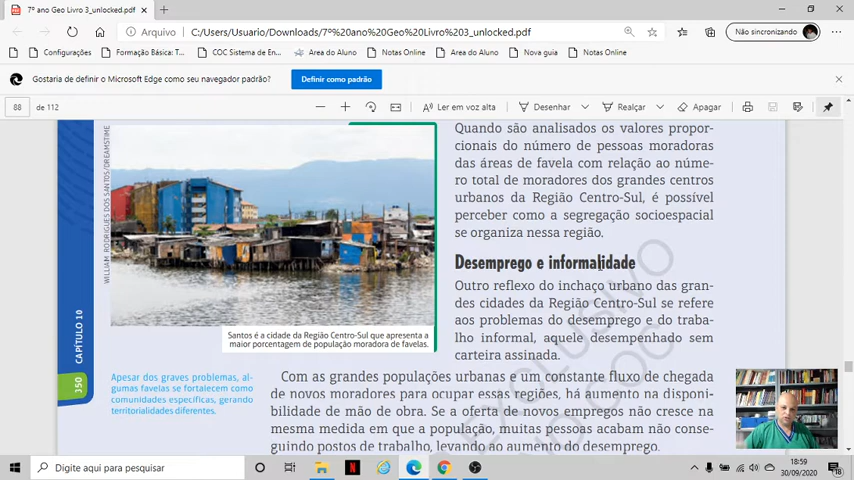 7º ano Geo Livro 3_unlocked.pdf
Arquivo
C:/Users/Usuario/Downloads/7º%20ano%20Geo%20Livro%203_unlocked.pdf
Não sincronizando
Configurações
Formação Básica: T...
COC Sistema de En...
Area do Aluno
Notas Online
Area do Aluno
Nova guia
Notas Online
Gostaria de definir o Microsoft Edge como seu navegador padrão?
Definir como padrão
88
de 112
Ler em voz alta
Desenhar
Realçar
Apagar
WILLIAM RODRIGUES DOS SANTOS/DREAMSTIME
Santos é a cidade da Região Centro-Sul que apresenta a
maior porcentagem de população moradora de favelas.
CAPÍTULO 10
350
Apesar dos graves problemas, al-
gumas favelas se fortalecem como
comunidades específicas, gerando
territorialidades diferentes.
Quando são analisados os valores propor-
cionais do número de pessoas moradoras
das áreas de favela com relação ao núme-
ro total de moradores dos grandes centros
urbanos da Região Centro-Sul, é possível
perceber como a segregação socioespacial
se organiza nessa região.
Desemprego e informalidade
Outro reflexo do inchaço urbano das gran-
des cidades da Região Centro-Sul se refere
aos problemas do desemprego e do traba-
lho informal, aquele desempenhado sem
carteira assinada.
Com as grandes populações urbanas e um constante fluxo de chegada
de novos moradores para ocupar essas regiões, há aumento na disponi-
bilidade de mão de obra. Se a oferta de novos empregos não cresce na
mesma medida em que a população, muitas pessoas acabam não conse-
guindo postos de trabalho, levando ao aumento do desemprego.
Digite aqui para pesquisar
18:59
30/09/2020
18